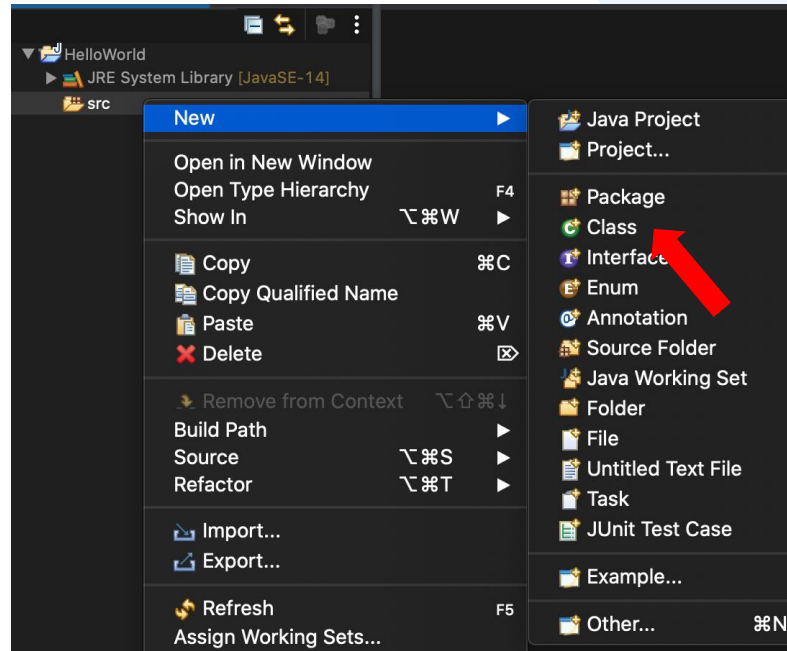 HelloWorld
JRE System Library [JavaSE-14]
src
New
Open in New Window
Open Type Hierarchy F4
Show In ⌥⌘W
Copy ⌘C
Copy Qualified Name
Paste ⌘V
Delete ⌦
Remove from Context ⌥⇧⌘↓
Build Path
Source ⌥⌘S
Refactor ⌥⌘T
Import...
Export...
Refresh F5
Assign Working Sets...
Java Project
Project...
Package
Class
Interface
Enum
Annotation
Source Folder
Java Working Set
Folder
File
Untitled Text File
Task
JUnit Test Case
Example...
Other... ⌘N